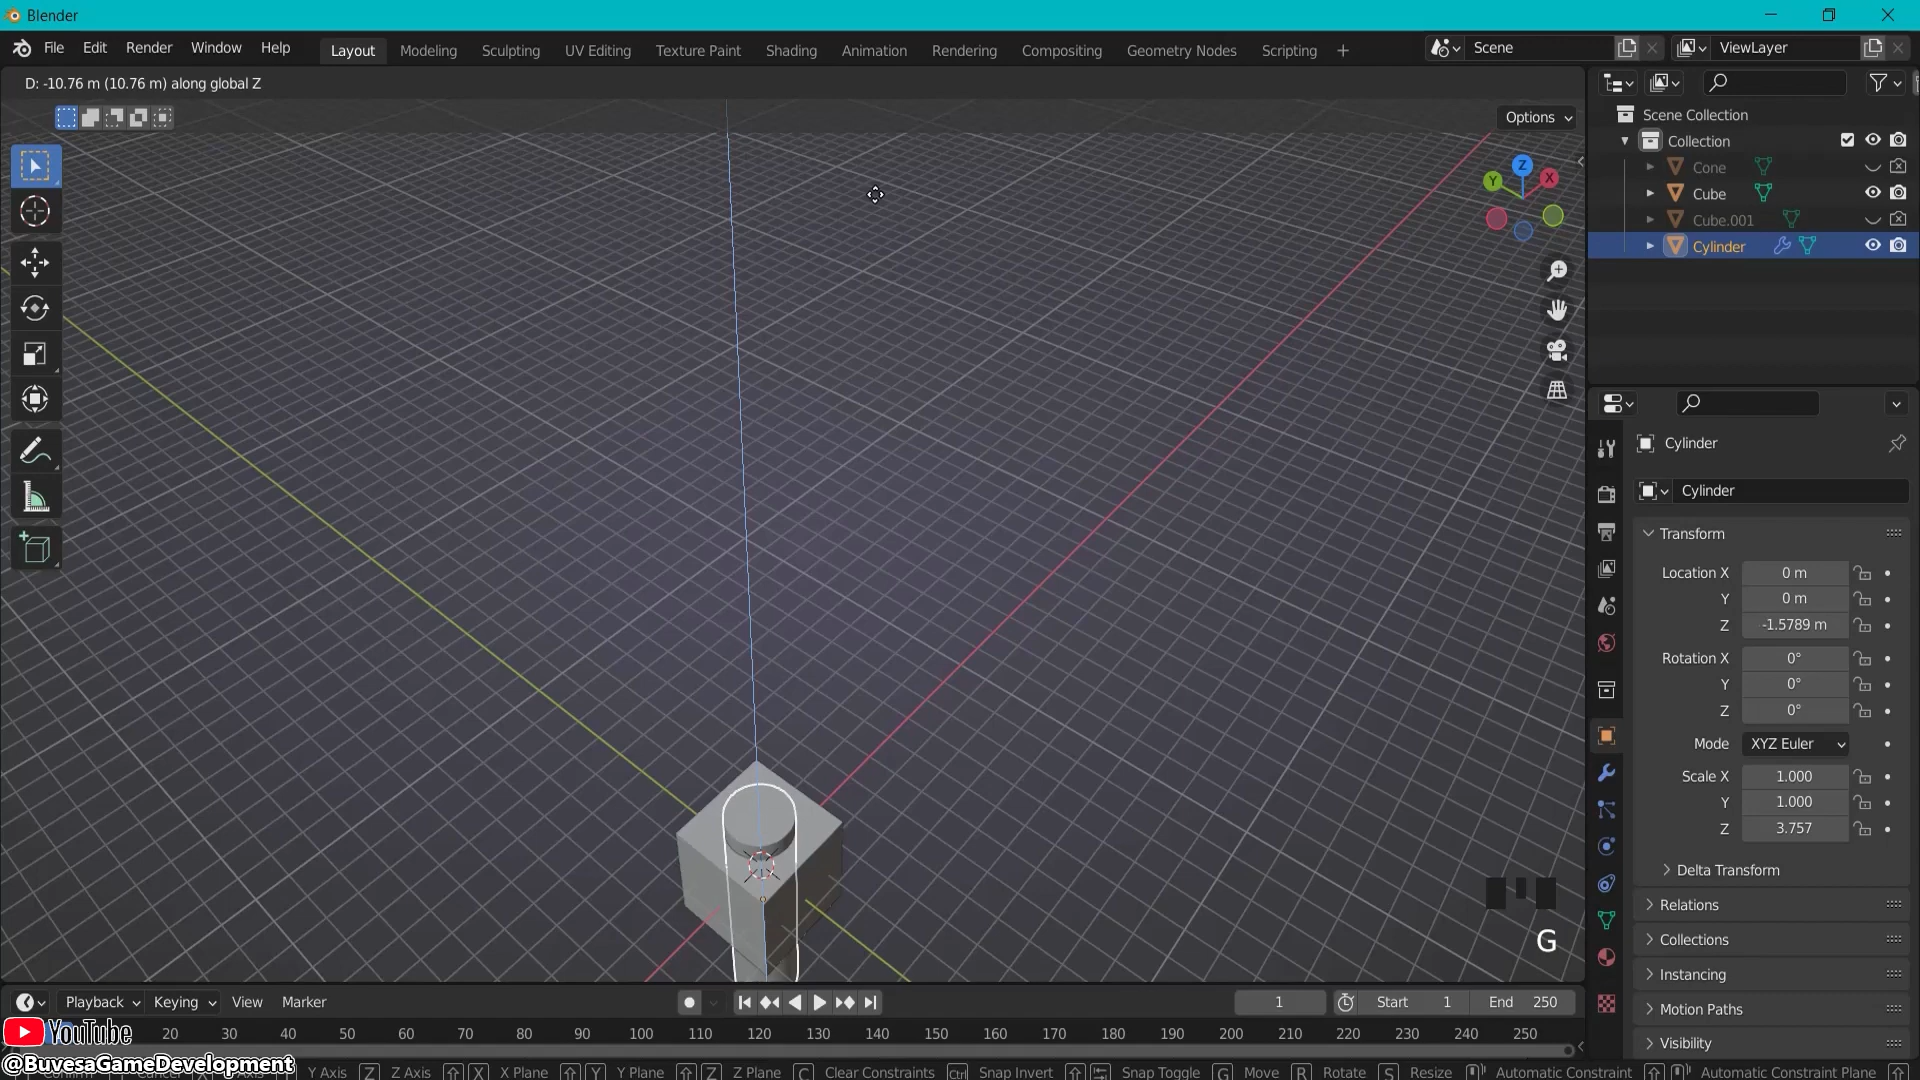 Blender
File Edit Render Window Help Layout Modeling Sculpting UV Editing Texture Paint Shading Animation Rendering Compositing Geometry Nodes Scripting + Scene ViewLayer
D: -10.76 m (10.76 m) along global Z
Options
Scene Collection
Collection
Cone
Cube
Cube.001
Cylinder
Z
Y
X
Cylinder
Cylinder
Transform
Location X 0 m
Y 0 m
Z -1.5789 m
Rotation X 0°
Y 0°
Z 0°
Mode XYZ Euler
Scale X 1.000
Y 1.000
Z 3.757
Delta Transform
Relations
Collections
Instancing
Motion Paths
Visibility
G
Playback Keying View Marker 1 Start 1 End 250
YouTube 20 30 40 50 60 70 80 90 100 110 120 130 140 150 160 170 180 190 200 210 220 230 240 250
@BuvesaGameDevelopment
Y Axis Z Z Axis X X Plane Y Y Plane Z Z Plane C Clear Constraints Ctrl Snap Invert Snap Toggle G Move R Rotate S Resize Automatic Constraint Automatic Constraint Plane